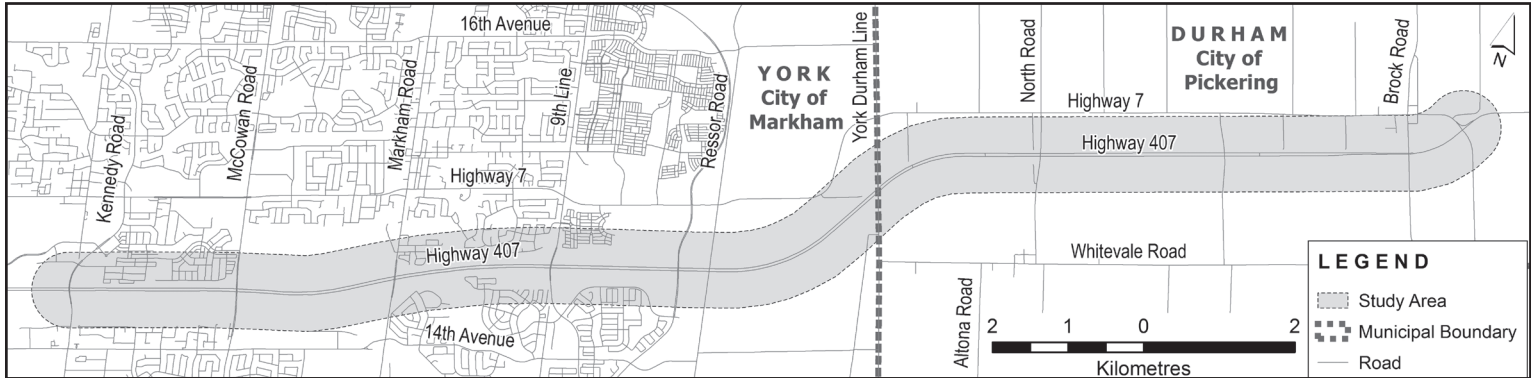 16th Avenue
Kennedy Road
McCowan Road
Markham Road
9th Line
Ressor Road
YORK
City of
Markham
York Durham Line
North Road
DURHAM
City of
Pickering
Brock Road
N
Highway 7
Highway 407
Highway 7
Highway 407
14th Avenue
Whitevale Road
Altona Road
2 1 0 2
Kilometres
LEGEND
Study Area
Municipal Boundary
Road